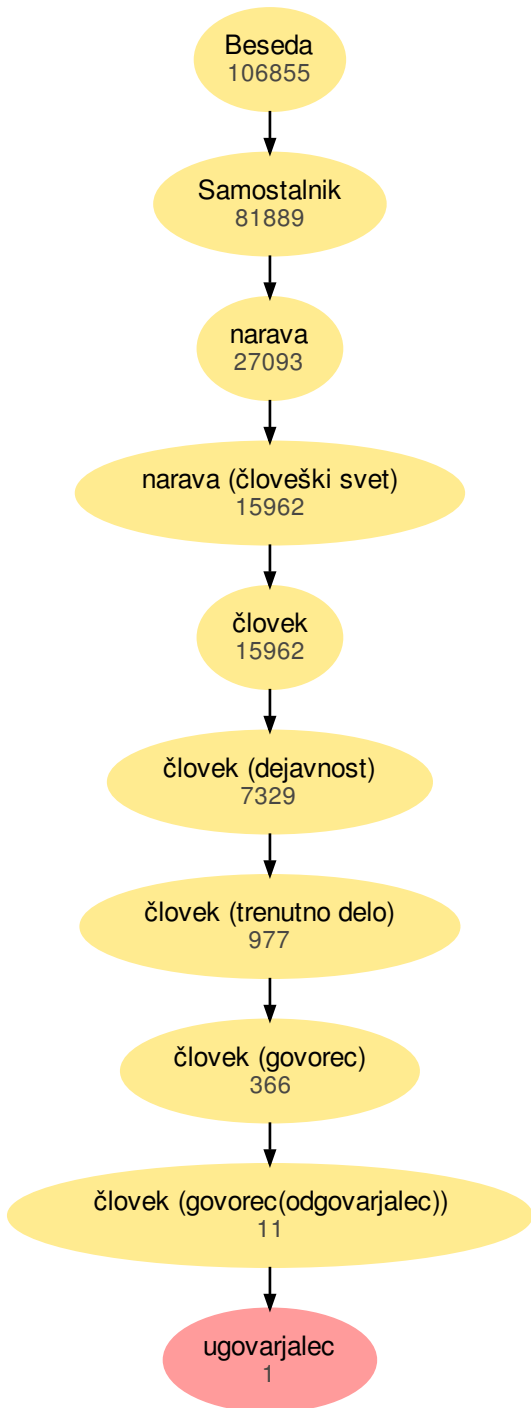 Beseda
106855
Samostalnik
81889
narava
27093
narava (človeški svet)
15962
človek
15962
človek (dejavnost)
7329
človek (trenutno delo)
977
človek (govorec)
366
človek (govorec(odgovarjalec))
11
ugovarjalec
1